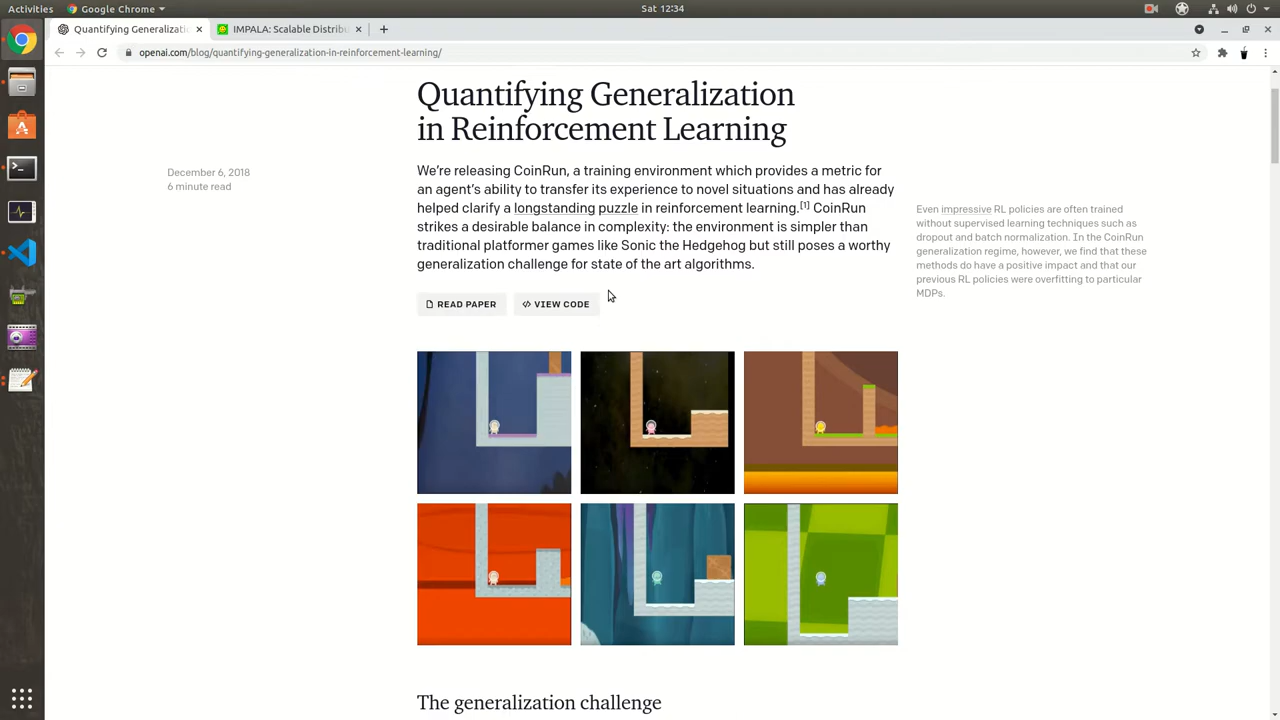 Activities
Google Chrome
Sat 12:34
Quantifying Generalizatio
IMPALA: Scalable Distribu
openai.com/blog/quantifying-generalization-in-reinforcement-learning/
Quantifying Generalization
in Reinforcement Learning
December 6, 2018
6 minute read
We’re releasing CoinRun, a training environment which provides a metric for
an agent’s ability to transfer its experience to novel situations and has already
helped clarify a longstanding puzzle in reinforcement learning.[1] CoinRun
strikes a desirable balance in complexity: the environment is simpler than
traditional platformer games like Sonic the Hedgehog but still poses a worthy
generalization challenge for state of the art algorithms.
Even impressive RL policies are often trained
without supervised learning techniques such as
dropout and batch normalization. In the CoinRun
generalization regime, however, we find that these
methods do have a positive impact and that our
previous RL policies were overfitting to particular
MDPs.
READ PAPER
VIEW CODE
The generalization challenge